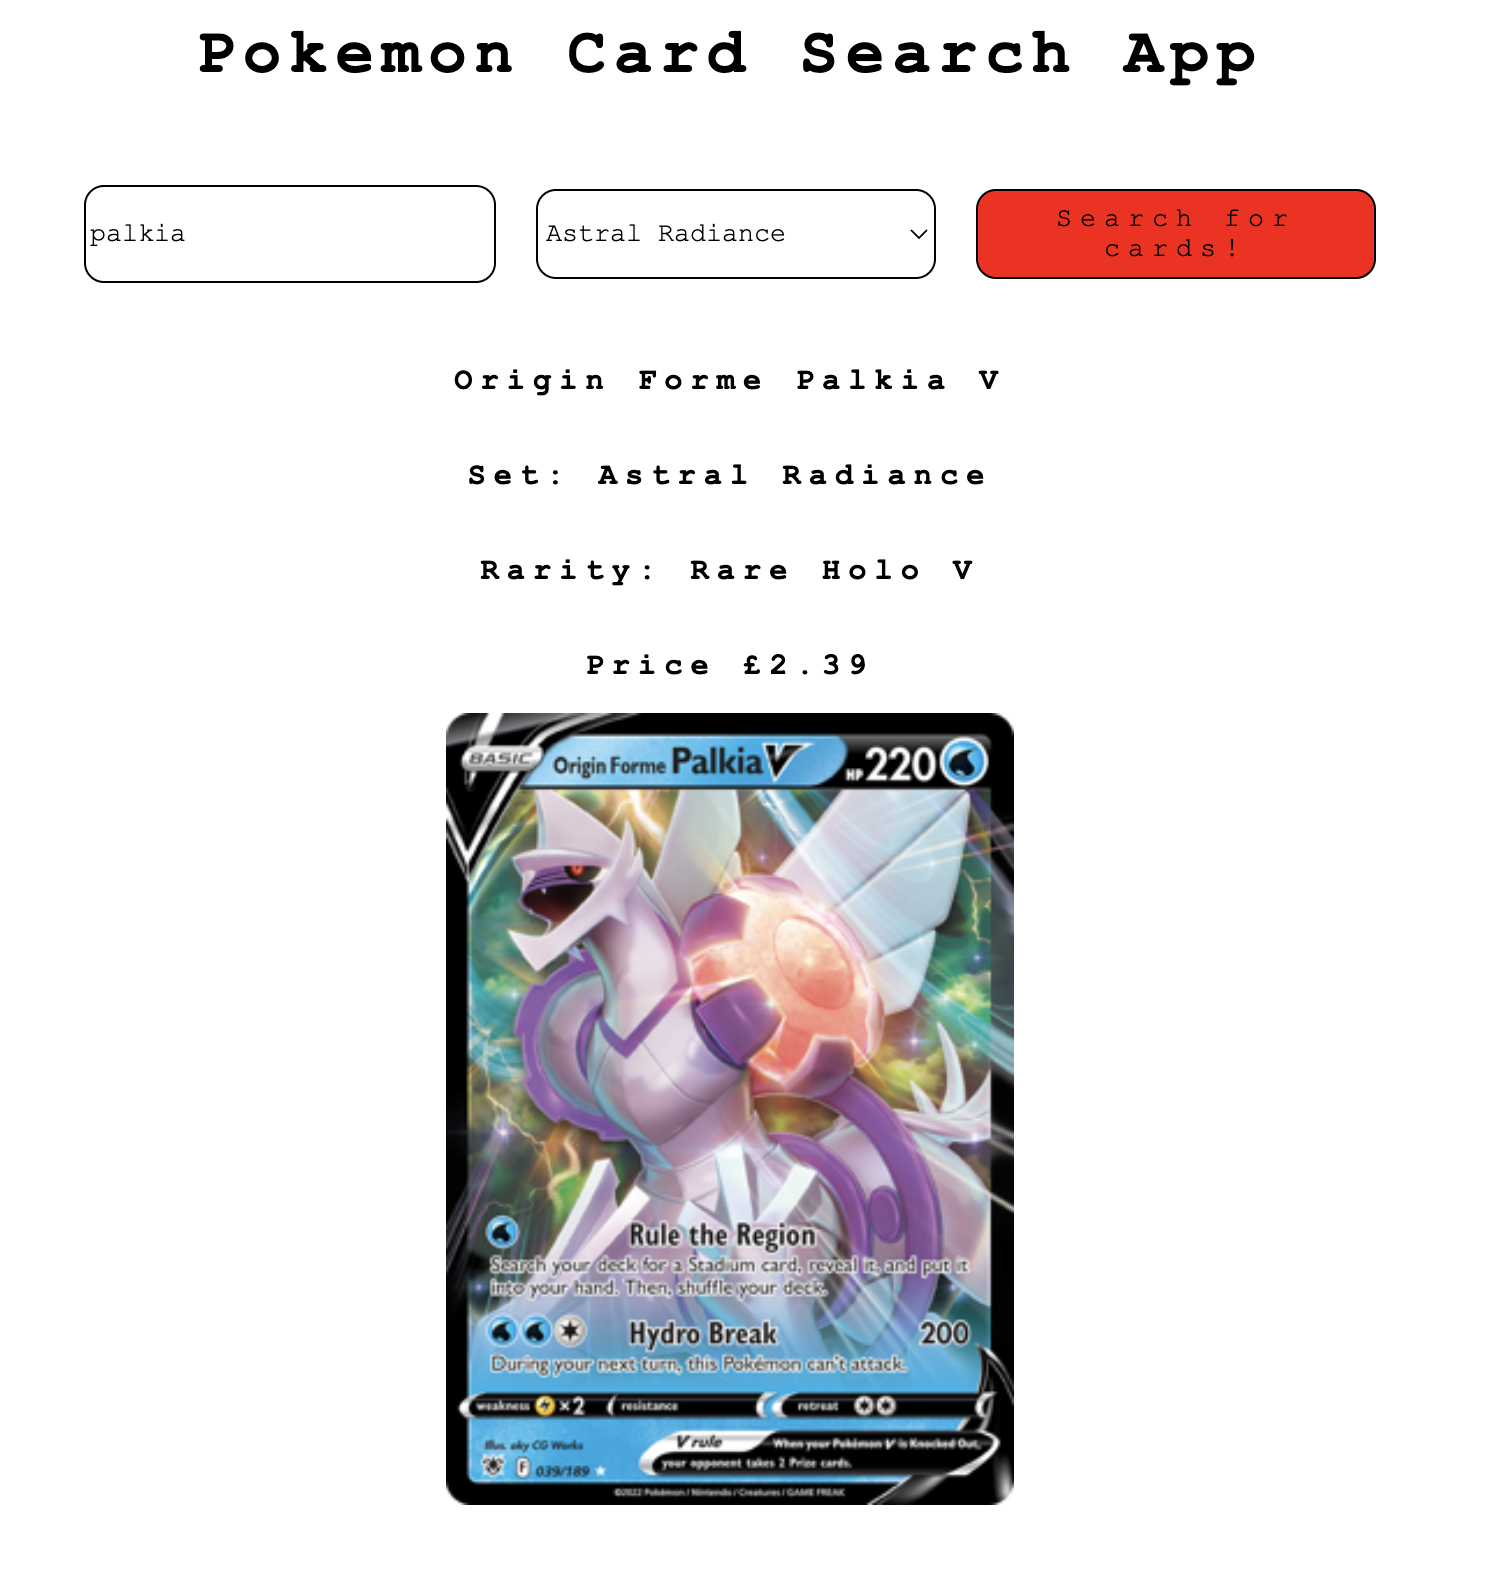 Pokemon Card Search App
palkia
Astral Radiance
Search for
cards!
Origin Forme Palkia V
Set: Astral Radiance
Rarity: Rare Holo V
Price £2.39
BASIC Origin Forme Palkia V HP 220
Rule the Region
Search your deck for a Stadium card, reveal it, and put it
into your hand. Then, shuffle your deck.
Hydro Break 200
During your next turn, this Pokémon can't attack.
weakness ×2 resistance retreat
Illus. aky CG Works
V rule When your Pokémon V is Knocked Out,
your opponent takes 2 Prize cards.
F 039/189
©2022 Pokémon / Nintendo / Creatures / GAME FREAK